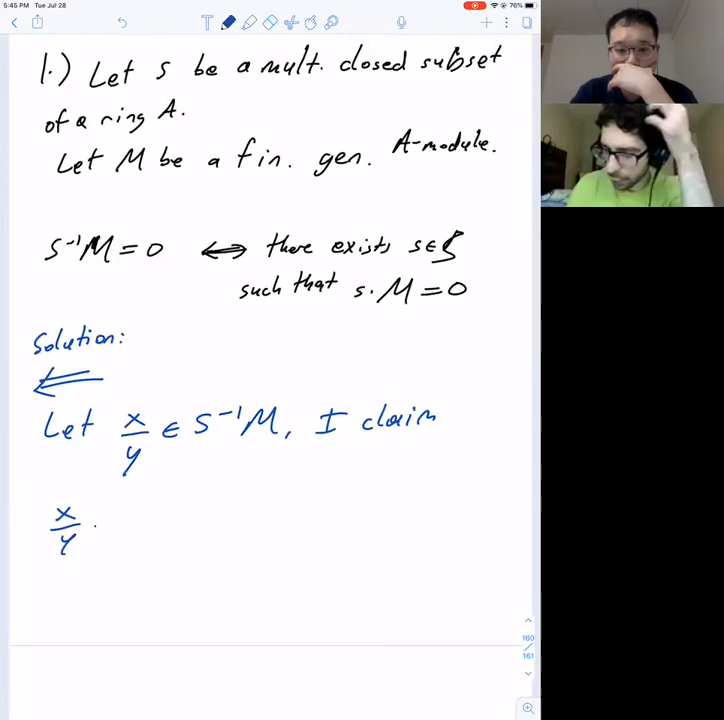 5:45 PM Tue Jul 28
76%
1.) Let S be a mult. closed subset
of a ring A.
Let M be a fin. gen. A-module.
S⁻¹M = 0 ⟺ there exists s ∈ S
such that s · M = 0
Solution:
⟸
Let x/y ∈ S⁻¹M, I claim
x/y ·
160
/
161